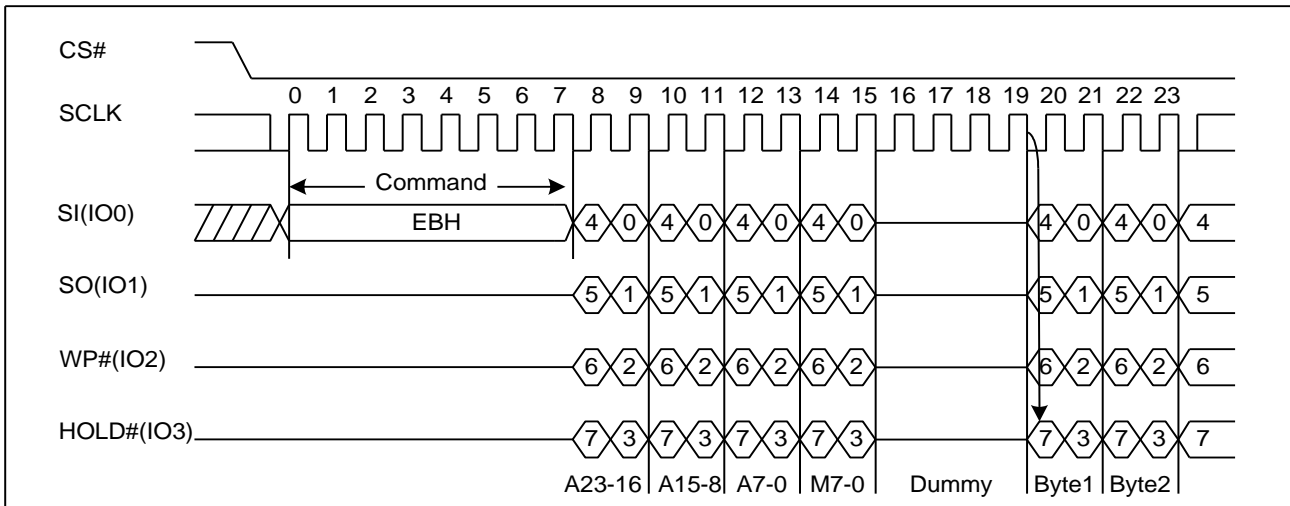 CS#
0 1 2 3 4 5 6 7 8 9 10 11 12 13 14 15 16 17 18 19 20 21 22 23
SCLK
Command
SI(IO0) EBH 4 0 4 0 4 0 4 0 4 0 4 0 4
SO(IO1) 5 1 5 1 5 1 5 1 5 1 5 1 5
WP#(IO2) 6 2 6 2 6 2 6 2 6 2 6 2 6
HOLD#(IO3) 7 3 7 3 7 3 7 3 7 3 7 3 7
A23-16 A15-8 A7-0 M7-0 Dummy Byte1 Byte2